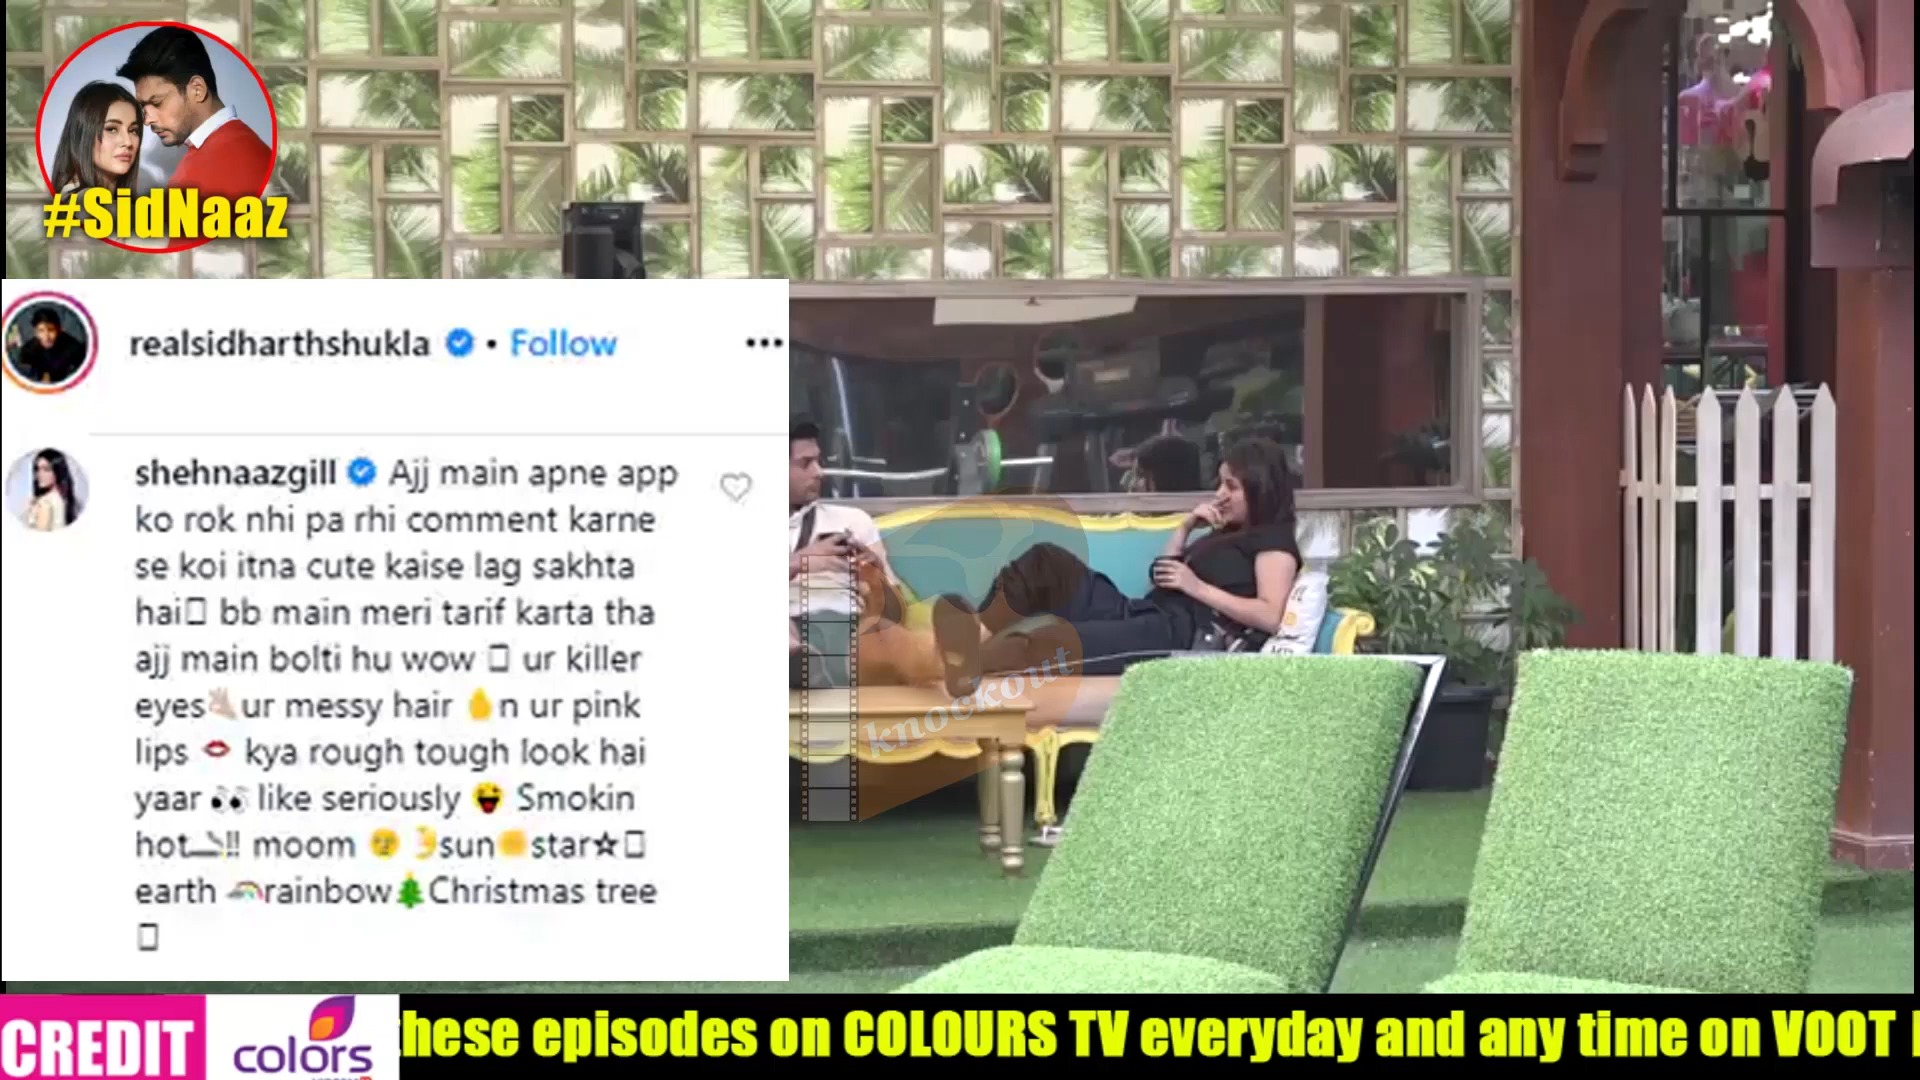 #SidNaaz
realsidharthshukla • Follow •••
shehnaazgill Ajj main apne app
ko rok nhi pa rhi comment karne
se koi itna cute kaise lag sakhta
hai bb main meri tarif karta tha
ajj main bolti hu wow ur killer
eyes👌🏻ur messy hair 👌n ur pink
lips 👄 kya rough tough look hai
yaar 👀 like seriously 😜 Smokin
hot🚬!! moom 🌝 🌛sun🌞star☆
earth 🌈rainbow🎄Christmas tree
knockout
CREDIT
colors
these episodes on COLOURS TV everyday and any time on VOOT